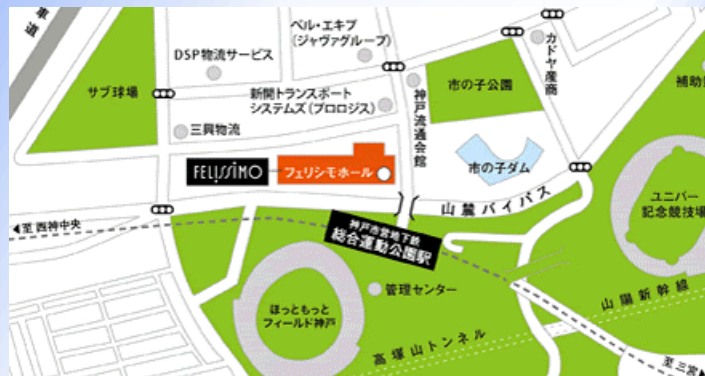 車道
ベル・エキプ
(ジャヴァグループ)
DSP物流サービス
カドヤ産商
サブ球場
新開トランスポート
システムズ(プロロジス)
神戸流通会館
市の子公園
補助
三興物流
FELISSIMO
フェリシモホール
市の子ダム
山麓バイパス
ユニバー
記念競技場
至西神中央
神戸市営地下鉄
総合運動公園駅
管理センター
ほっともっと
フィールド神戸
山陽新幹線
高塚山トンネル
至三宮